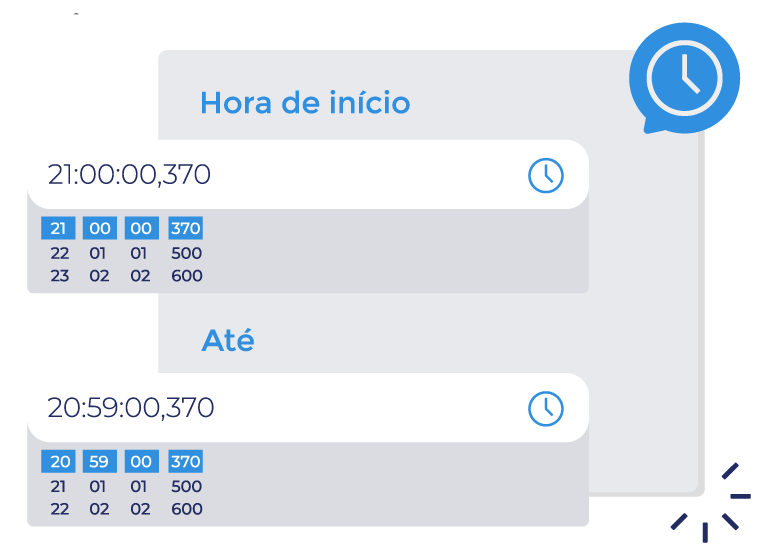 Hora de início
21:00:00,370
21 00 00 370
22 01 01 500
23 02 02 600
Até
20:59:00,370
20 59 00 370
21 01 01 500
22 02 02 600